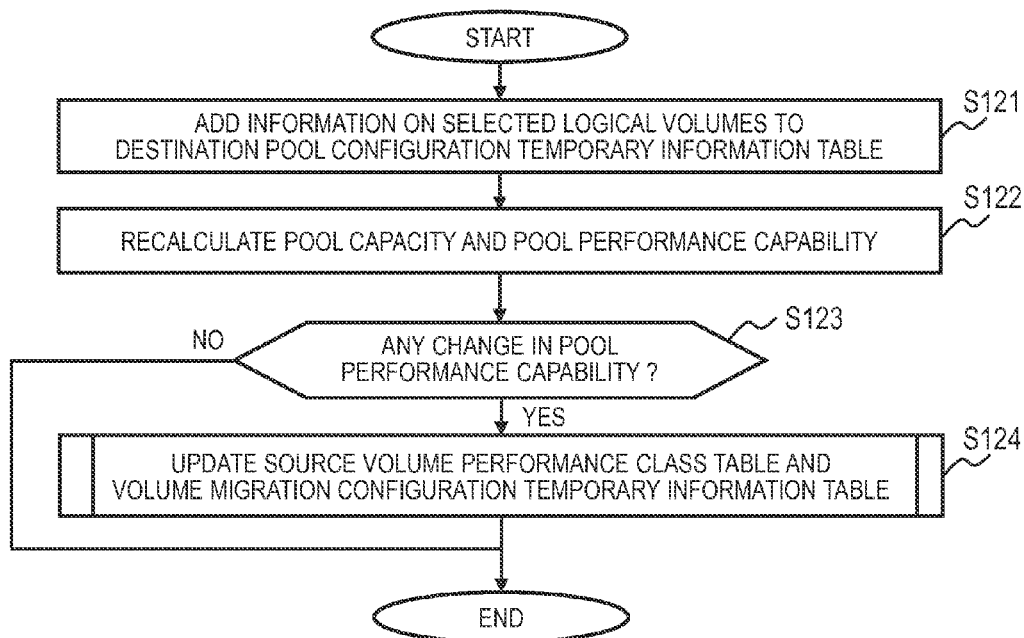 START
S121
ADD INFORMATION ON SELECTED LOGICAL VOLUMES TO
DESTINATION POOL CONFIGURATION TEMPORARY INFORMATION TABLE
S122
RECALCULATE POOL CAPACITY AND POOL PERFORMANCE CAPABILITY
S123
NO
ANY CHANGE IN POOL
PERFORMANCE CAPABILITY ?
YES
S124
UPDATE SOURCE VOLUME PERFORMANCE CLASS TABLE AND
VOLUME MIGRATION CONFIGURATION TEMPORARY INFORMATION TABLE
END